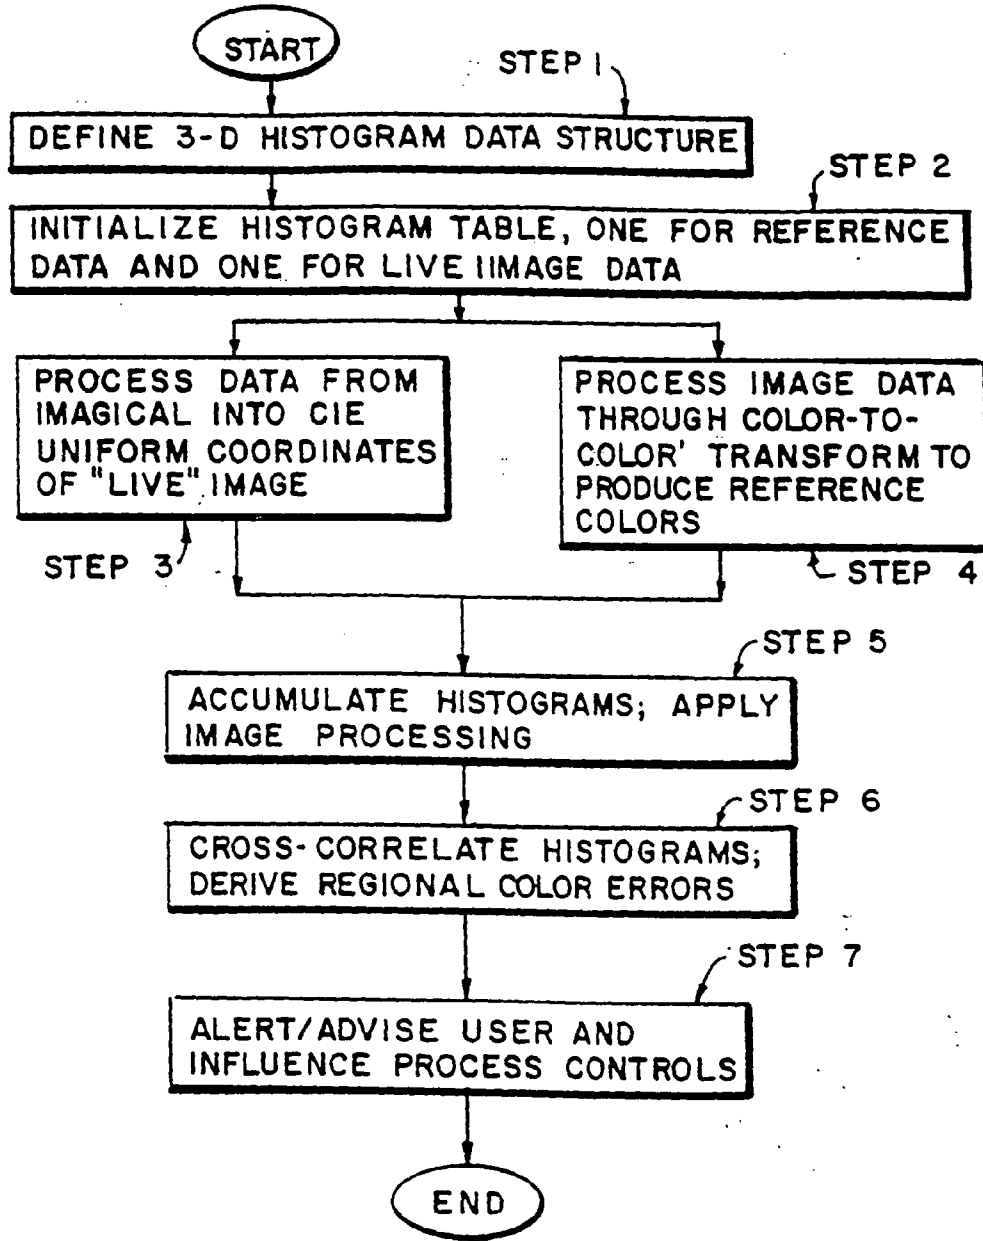 START
STEP 1
DEFINE 3-D HISTOGRAM DATA STRUCTURE
STEP 2
INITIALIZE HISTOGRAM TABLE, ONE FOR REFERENCE
DATA AND ONE FOR LIVE IIMAGE DATA
PROCESS DATA FROM
IMAGICAL INTO CIE
UNIFORM COORDINATES
OF "LIVE" IMAGE
STEP 3
PROCESS IMAGE DATA
THROUGH COLOR-TO-
COLOR' TRANSFORM TO
PRODUCE REFERENCE
COLORS
STEP 4
STEP 5
ACCUMULATE HISTOGRAMS; APPLY
IMAGE PROCESSING
STEP 6
CROSS-CORRELATE HISTOGRAMS;
DERIVE REGIONAL COLOR ERRORS
STEP 7
ALERT/ADVISE USER AND
INFLUENCE PROCESS CONTROLS
END